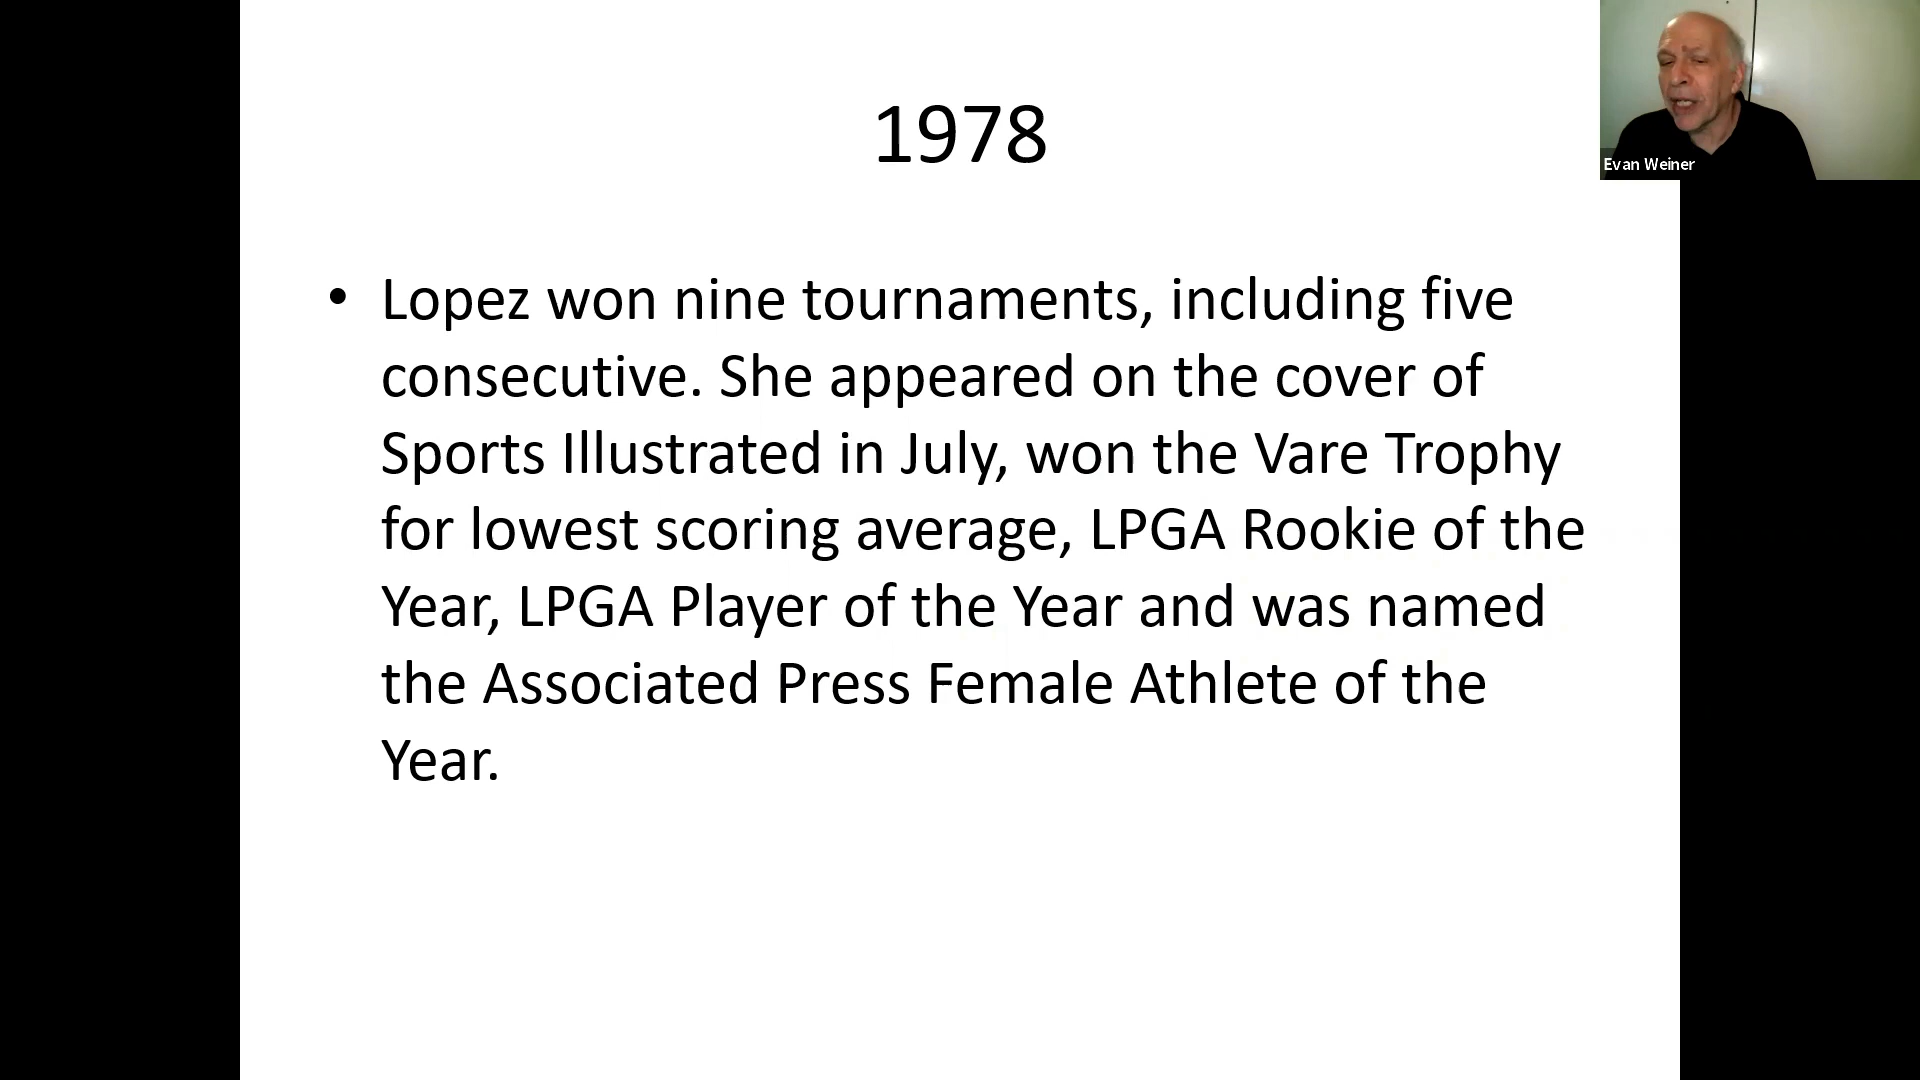 1978
• Lopez won nine tournaments, including five
consecutive. She appeared on the cover of
Sports Illustrated in July, won the Vare Trophy
for lowest scoring average, LPGA Rookie of the
Year, LPGA Player of the Year and was named
the Associated Press Female Athlete of the
Year.
Evan Weiner